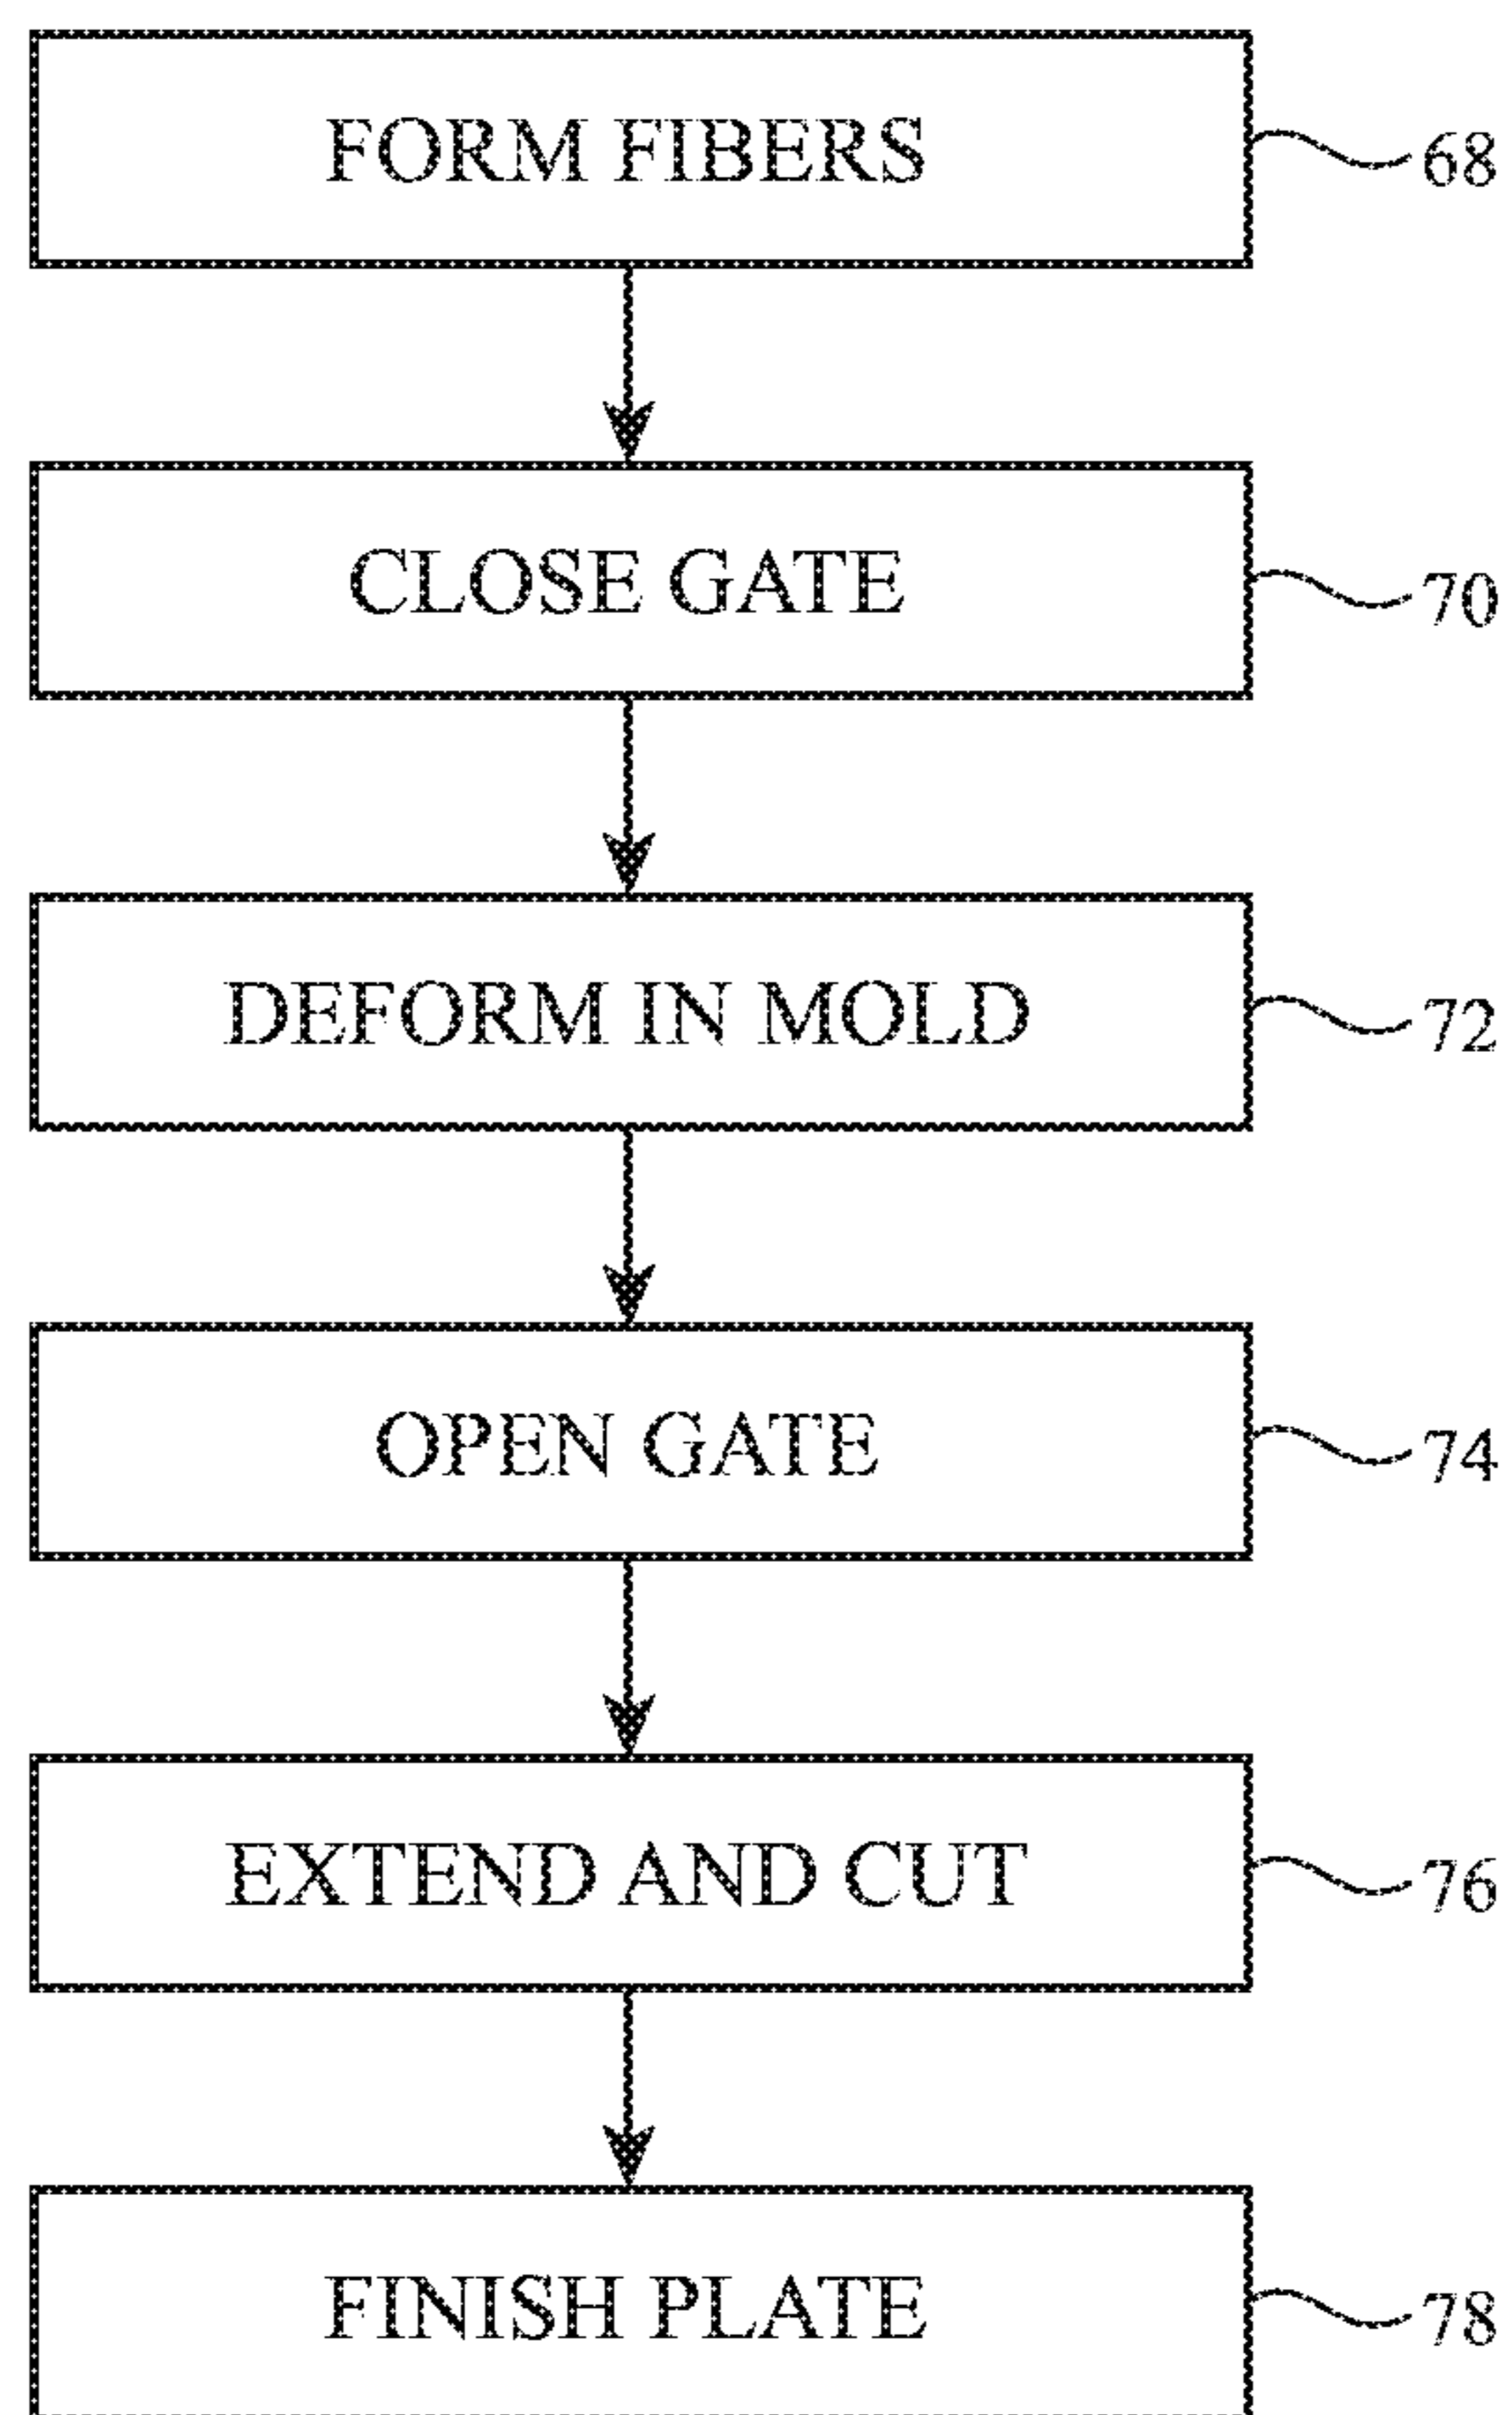 FORM FIBERS 68
CLOSE GATE 70
DEFORM IN MOLD 72
OPEN GATE 74
EXTEND AND CUT 76
FINISH PLATE 78